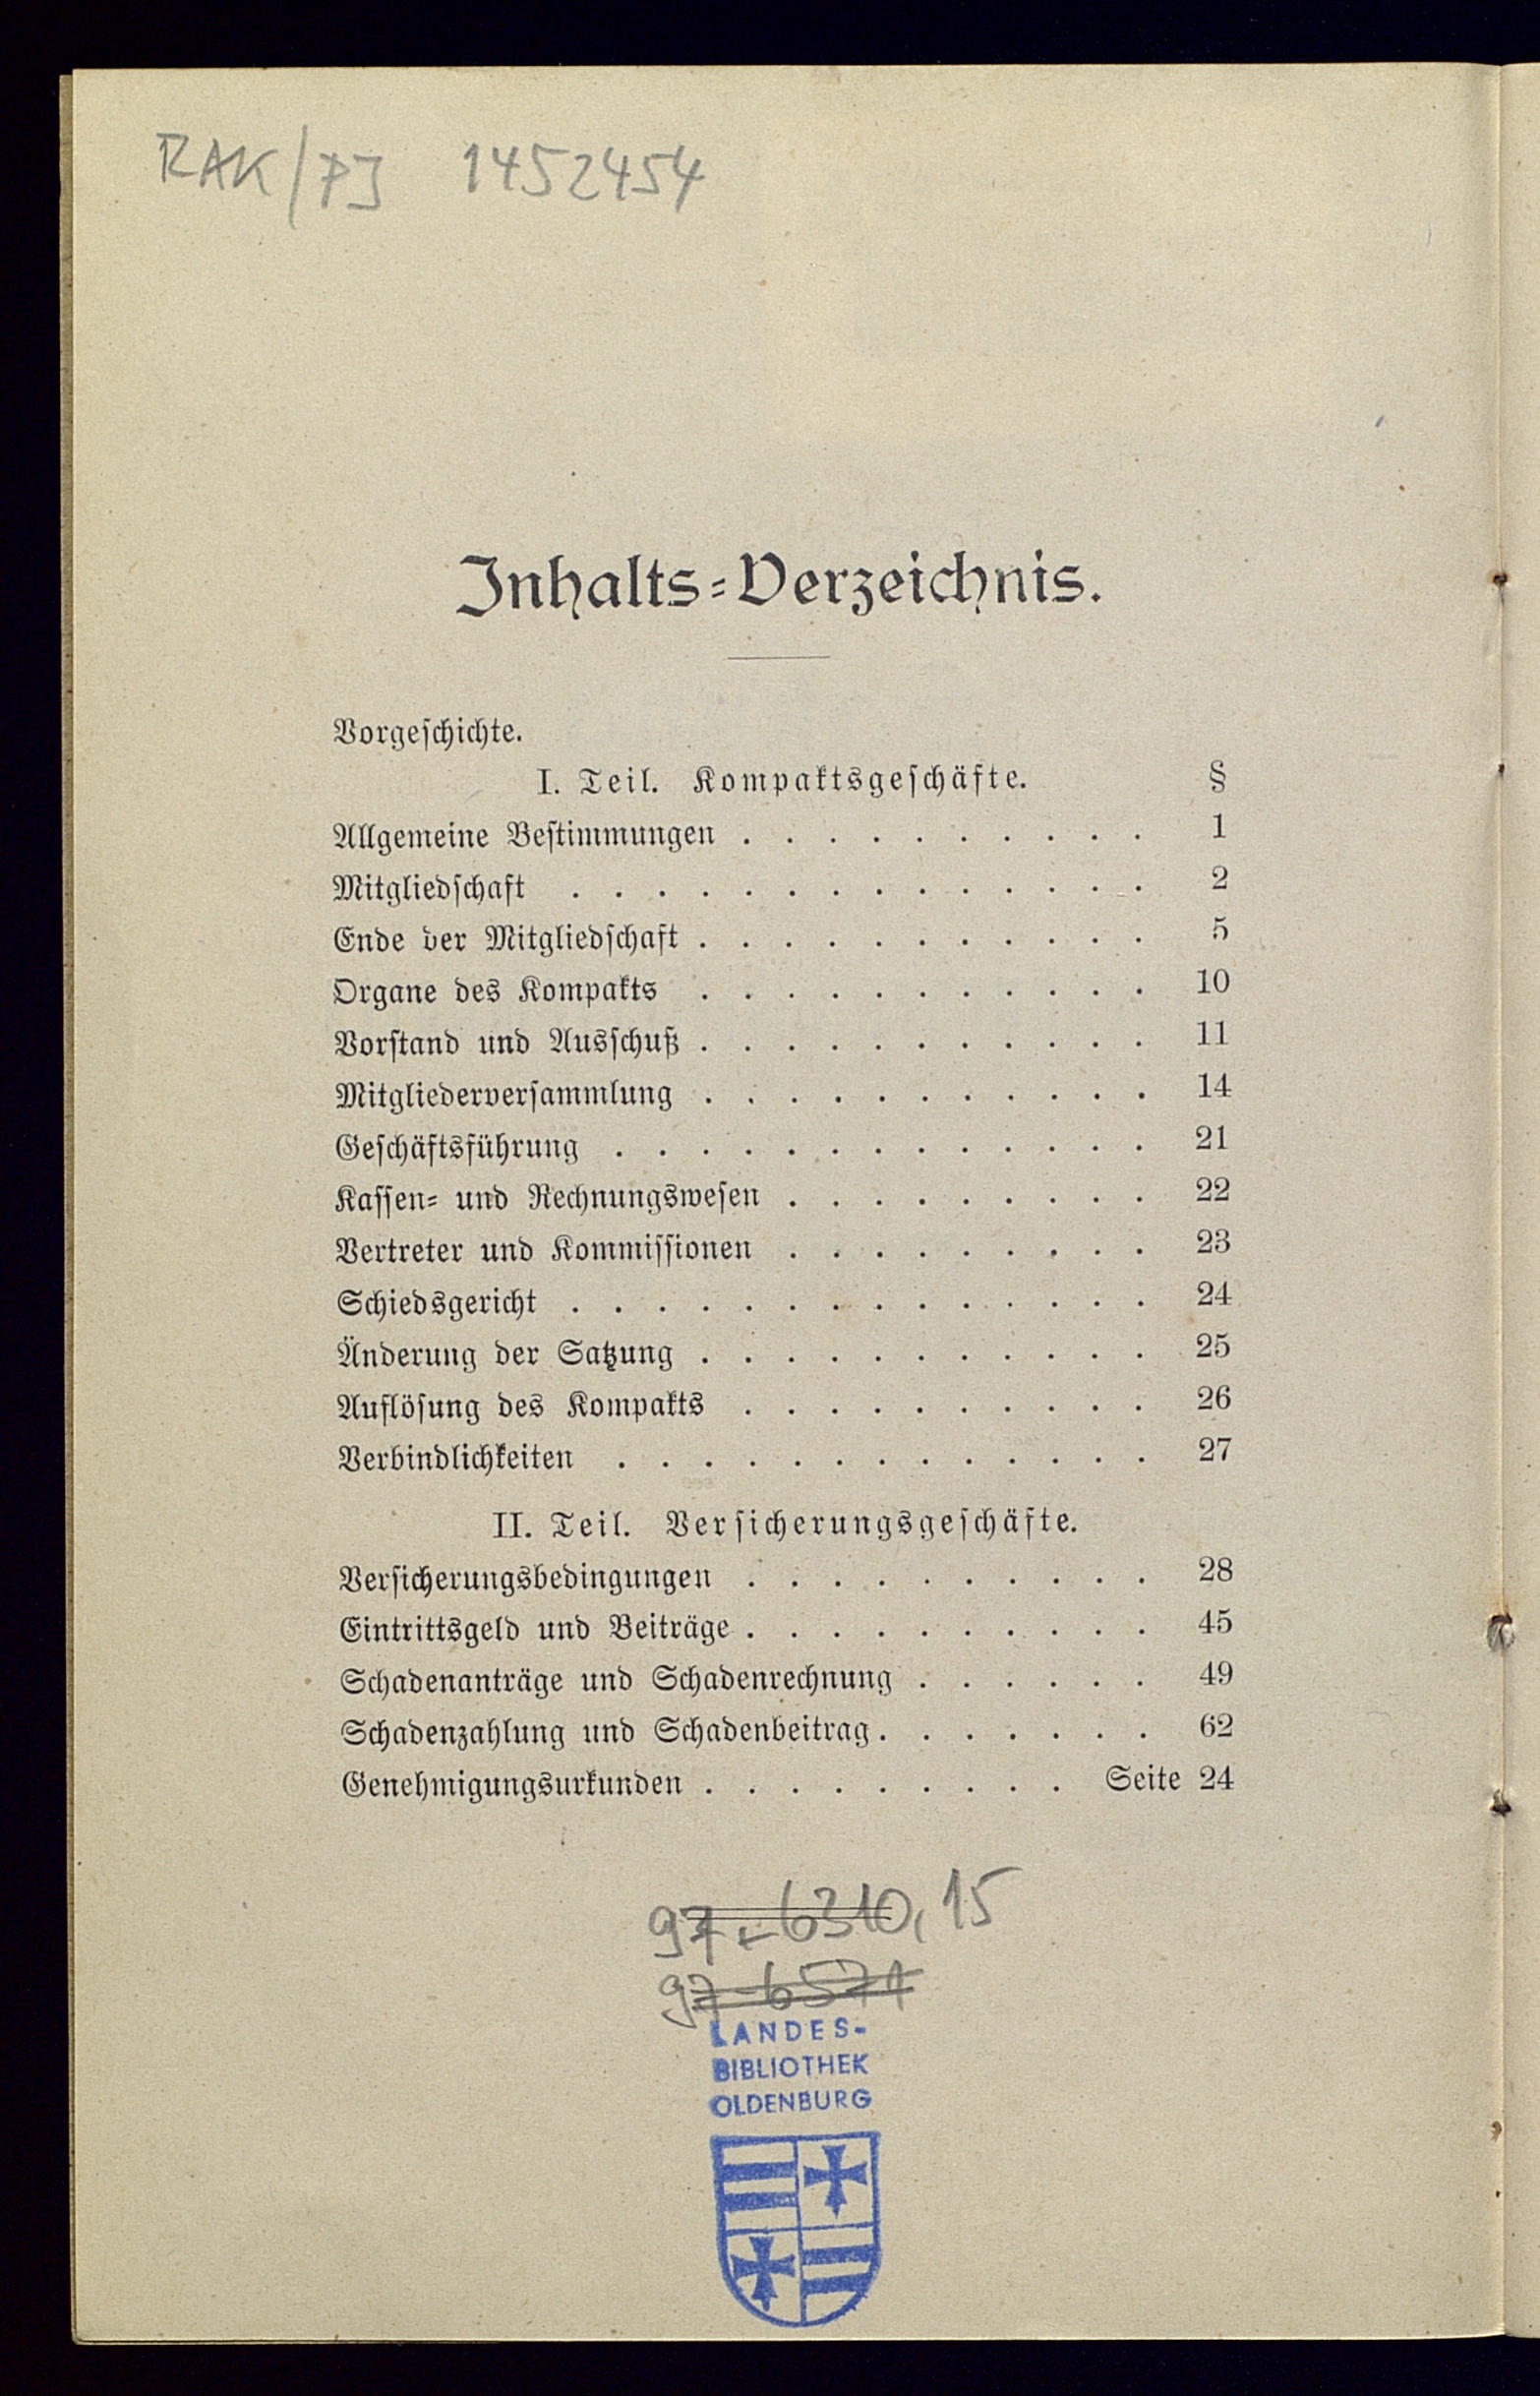 RAK/PJ 1452454
Inhalts-Verzeichnis.
Vorgeschichte.
I. Teil. Kompaktsgeschäfte. §
Allgemeine Bestimmungen . . . . . . . . . . 1
Mitgliedschaft . . . . . . . . . . . . . . 2
Ende der Mitgliedschaft . . . . . . . . . . . 5
Organe des Kompakts . . . . . . . . . . . 10
Vorstand und Ausschuß . . . . . . . . . . . 11
Mitgliederversammlung . . . . . . . . . . . 14
Geschäftsführung . . . . . . . . . . . . . 21
Kassen- und Rechnungswesen . . . . . . . . . 22
Vertreter und Kommissionen . . . . . . . . . 23
Schiedsgericht . . . . . . . . . . . . . . 24
Änderung der Satzung . . . . . . . . . . . 25
Auflösung des Kompakts . . . . . . . . . . 26
Verbindlichkeiten . . . . . . . . . . . . . 27
II. Teil. Versicherungsgeschäfte.
Versicherungsbedingungen . . . . . . . . . . 28
Eintrittsgeld und Beiträge . . . . . . . . . . 45
Schadenanträge und Schadenrechnung . . . . . . 49
Schadenzahlung und Schadenbeitrag . . . . . . . 62
Genehmigungsurkunden . . . . . . . . . Seite 24
97-6310,15
97-6571
LANDES-
BIBLIOTHEK
OLDENBURG